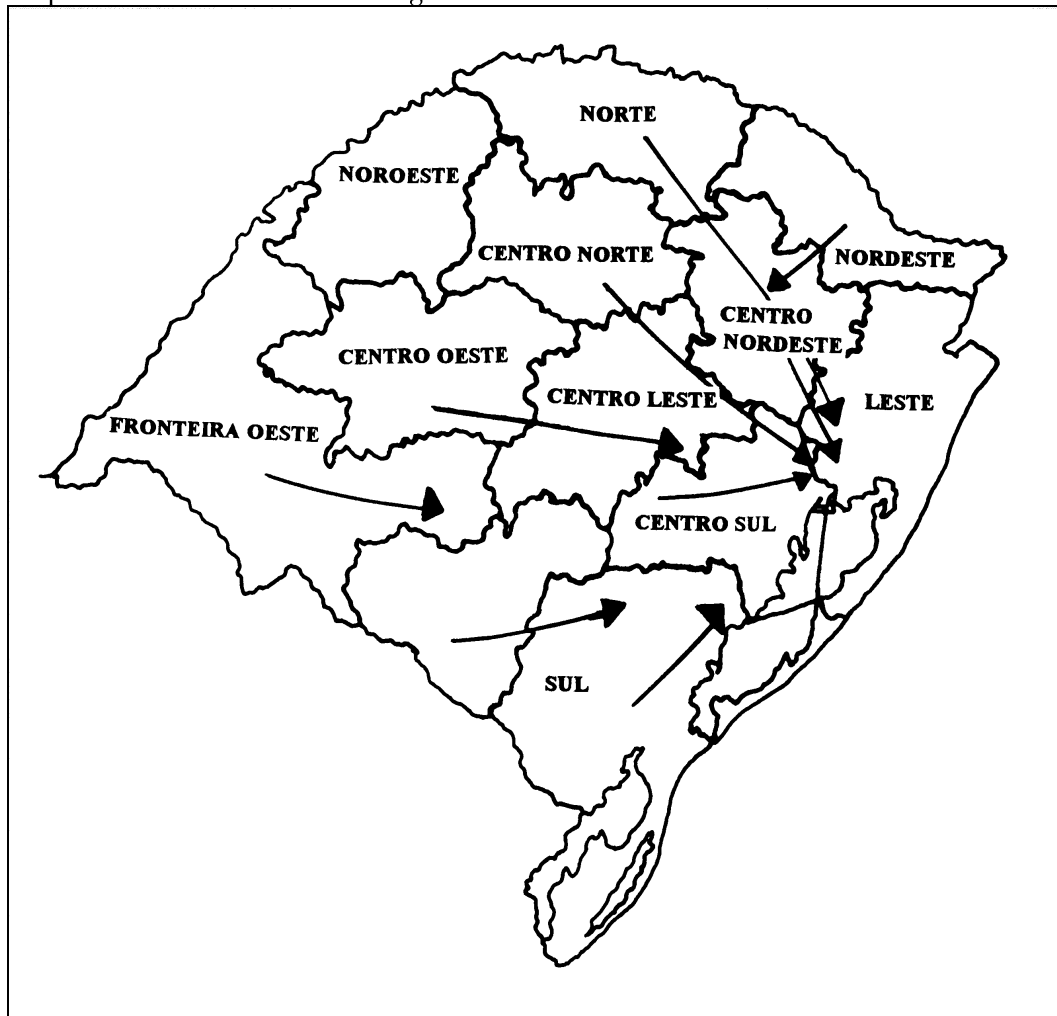 NORTE
NOROESTE
CENTRO NORTE
NORDESTE
CENTRO
NORDESTE
CENTRO OESTE
CENTRO LESTE
LESTE
FRONTEIRA OESTE
CENTRO SUL
SUL